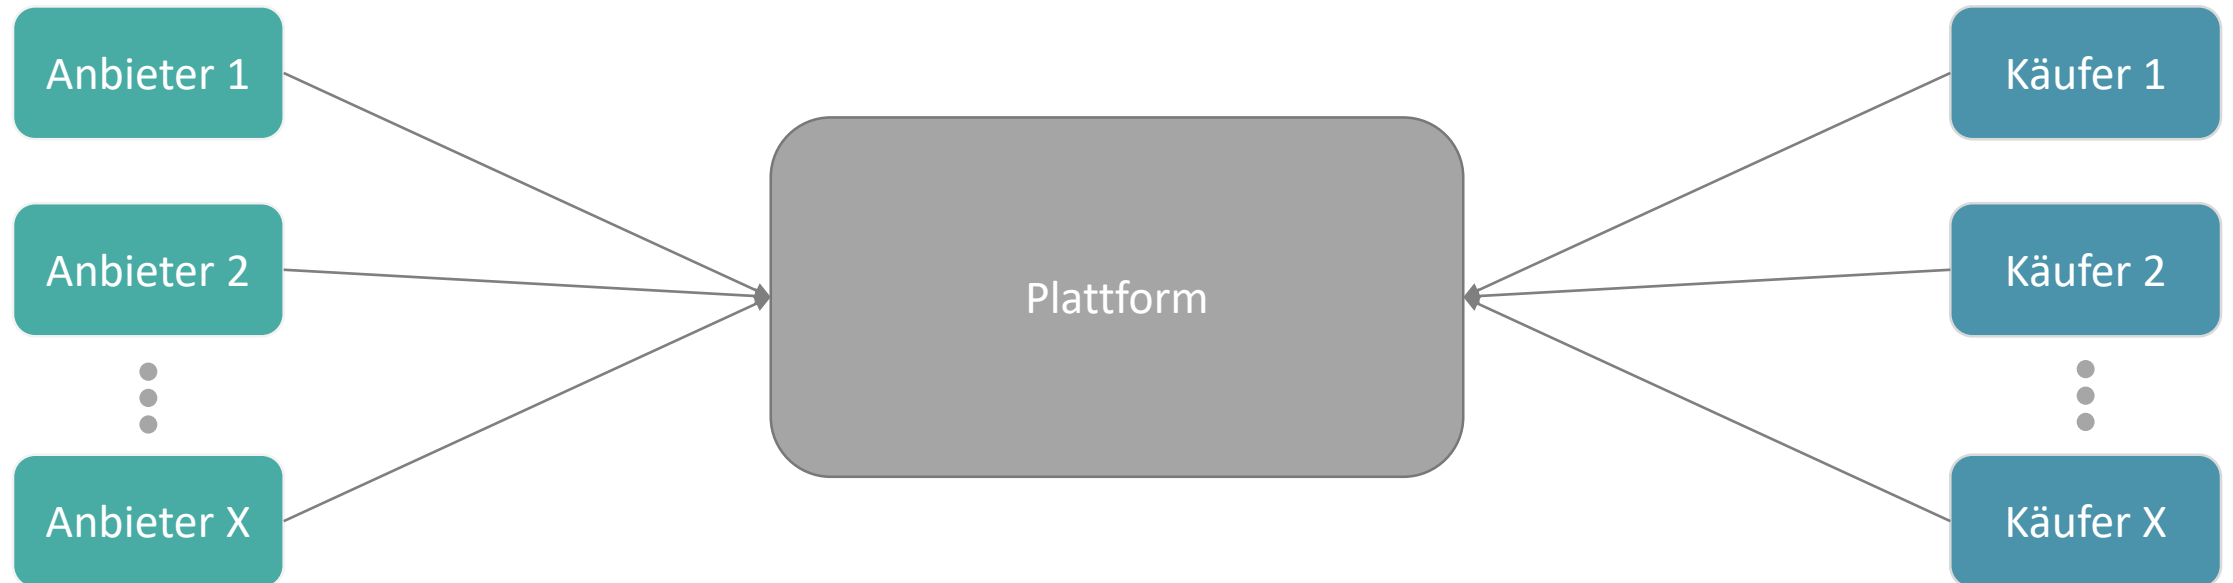 Anbieter 1
Anbieter 2
Anbieter X
Plattform
Käufer 1
Käufer 2
Käufer X